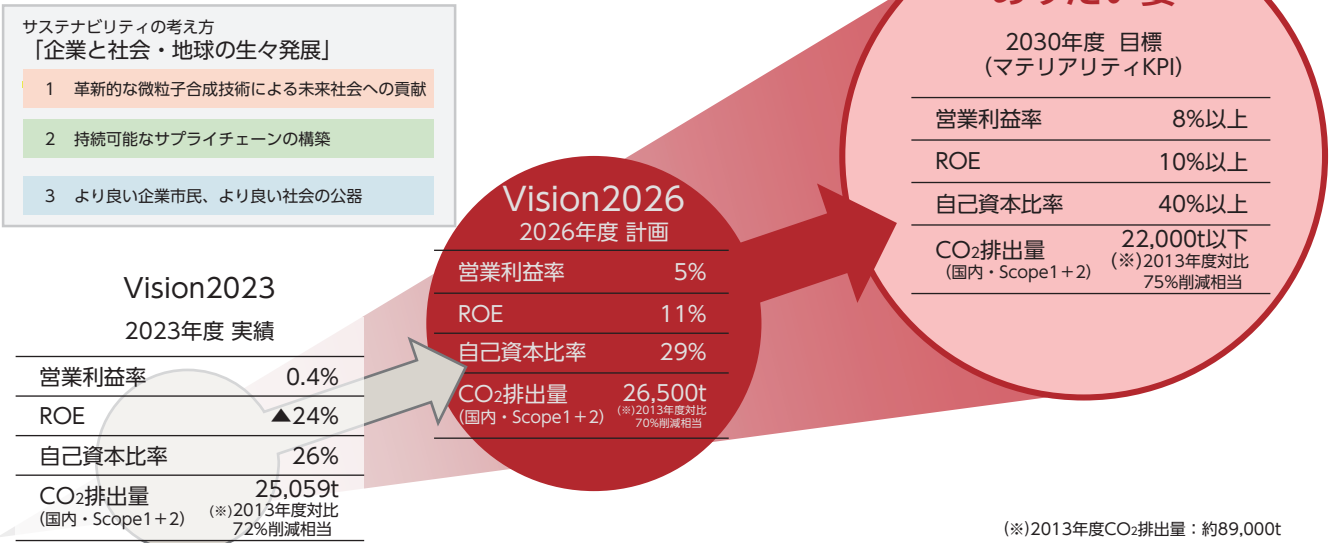 サステナビリティの考え方
「企業と社会・地球の生々発展」
1 革新的な微粒子合成技術による未来社会への貢献
2 持続可能なサプライチェーンの構築
3 より良い企業市民、より良い社会の公器
Vision2023
2023年度 実績
営業利益率 0.4%
ROE ▲24%
自己資本比率 26%
CO2排出量 25,059t
(国内・Scope1+2) (※)2013年度対比
72%削減相当
Vision2026
2026年度 計画
営業利益率 5%
ROE 11%
自己資本比率 29%
CO2排出量 26,500t
(国内・Scope1+2) (※)2013年度対比
70%削減相当
ありたい姿
2030年度 目標
(マテリアリティKPI)
営業利益率 8%以上
ROE 10%以上
自己資本比率 40%以上
CO2排出量 22,000t以下
(国内・Scope1+2) (※)2013年度対比
75%削減相当
(※)2013年度CO2排出量：約89,000t